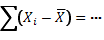 ∑(Xᵢ − X̅) = ⋯